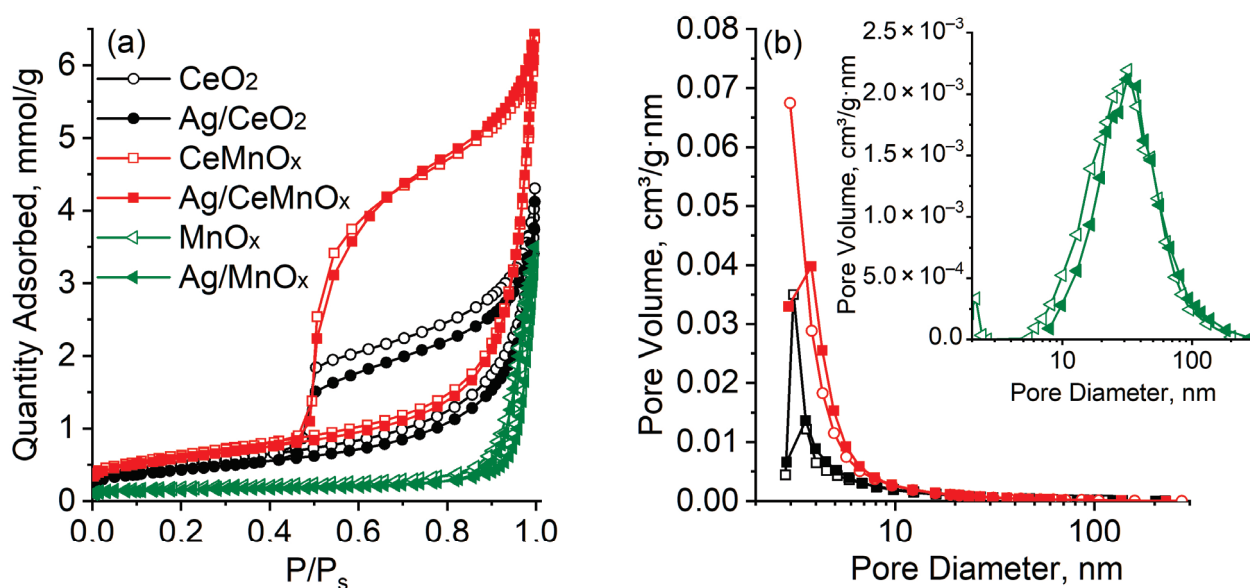 (a)
CeO₂
Ag/CeO₂
CeMnOₓ
Ag/CeMnOₓ
MnOₓ
Ag/MnOₓ
Quantity Adsorbed, mmol/g
6
5
4
3
2
1
0
0.0 0.2 0.4 0.6 0.8 1.0
P/Pₛ
(b)
Pore Volume, cm³/g·nm
0.08
0.07
0.06
0.05
0.04
0.03
0.02
0.01
0.00
10 100
Pore Diameter, nm
Pore Volume, cm³/g·nm
2.5×10⁻³
2.0×10⁻³
1.5×10⁻³
1.0×10⁻³
5.0×10⁻⁴
0.0
10 100
Pore Diameter, nm